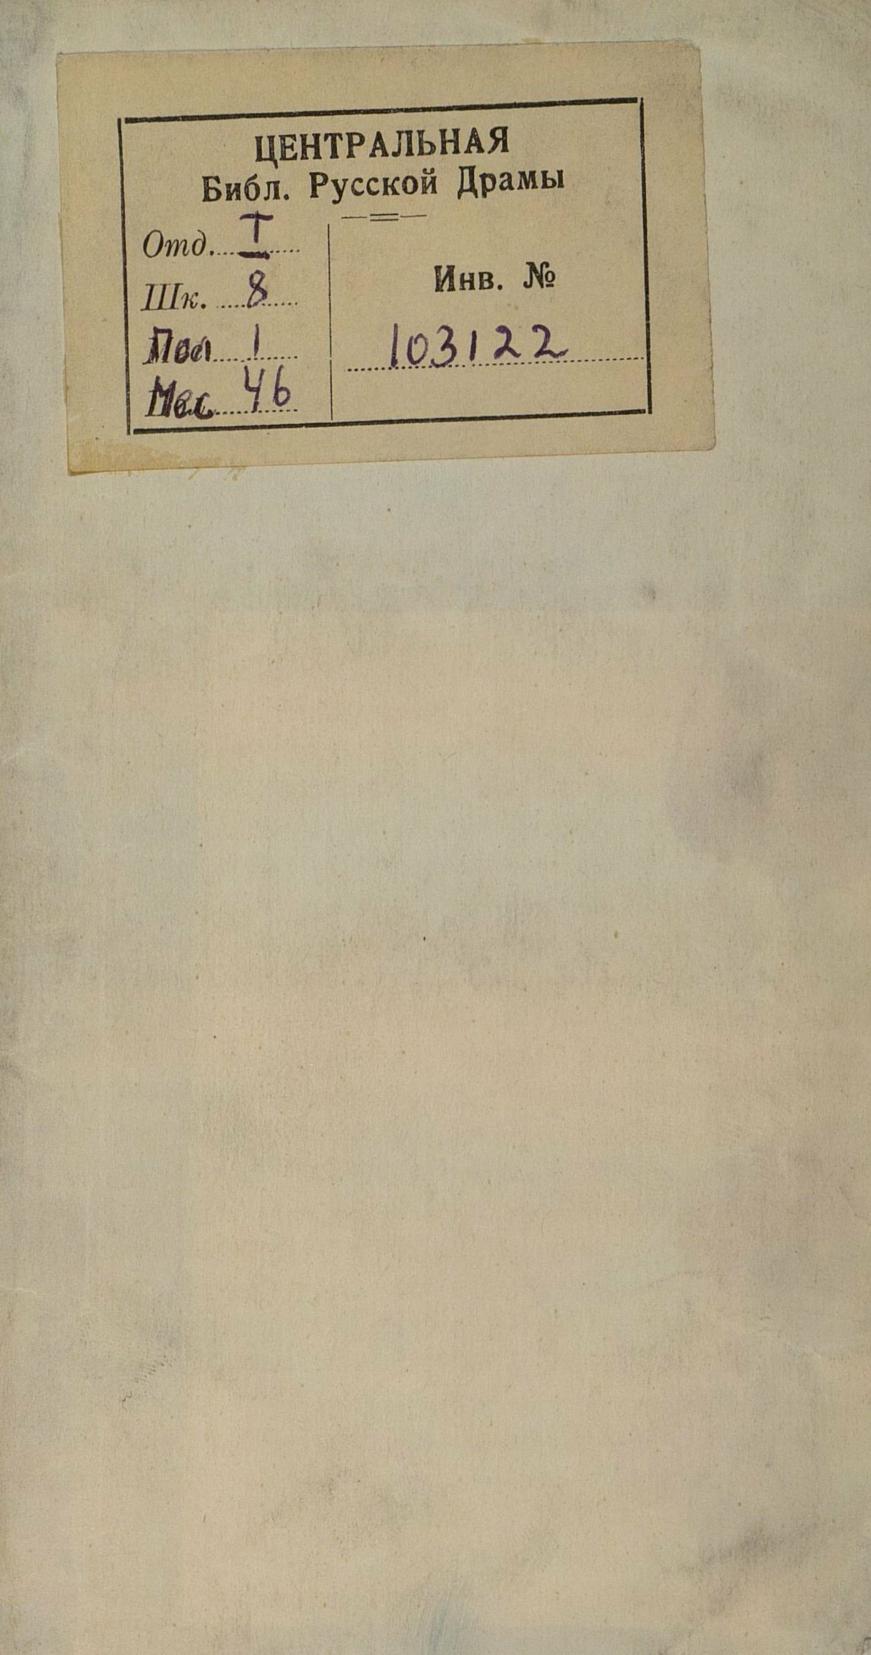 ЦЕНТРАЛЬНАЯ
Библ. Русской Драмы
Отд. I
Шк. 8
Пол 1
Мес 46
Инв. №
103122